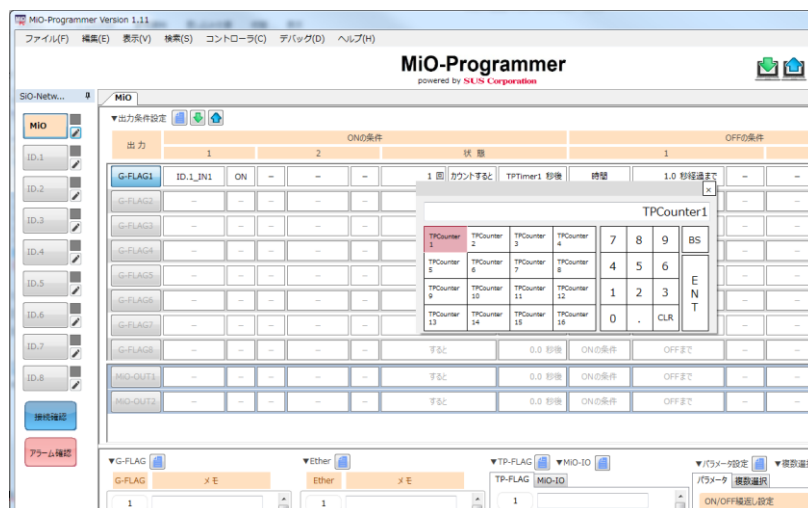 MiO-Programmer Version 1.11
ファイル(F) 編集(E) 表示(V) 検索(S) コントローラ(C) デバッグ(D) ヘルプ(H)
MiO-Programmer
powered by SUS Corporation
SiO-Netw...
MiO
MiO
▼出力条件設定
出力 ONの条件 OFFの条件
1 2 状態 1
G-FLAG1 ID.1_IN1 ON – – – 1 回 カウントすると TPTimer1 秒後 時間 1.0 秒経過まで – –
G-FLAG2 – – – – –
G-FLAG3 – – – – –
G-FLAG4 – – – – –
G-FLAG5 – – – – –
G-FLAG6 – – – – –
G-FLAG7 – – – – –
G-FLAG8 – – – – – すると 0.0 秒後 ONの条件 OFFまで – –
MiO-OUT1 – – – – – すると 0.0 秒後 ONの条件 OFFまで – –
MiO-OUT2 – – – – – すると 0.0 秒後 ONの条件 OFFまで – –
TPCounter1
TPCounter 1 TPCounter 2 TPCounter 3 TPCounter 4 7 8 9 BS
TPCounter 5 TPCounter 6 TPCounter 7 TPCounter 8 4 5 6
TPCounter 9 TPCounter 10 TPCounter 11 TPCounter 12 1 2 3 ENT
TPCounter 13 TPCounter 14 TPCounter 15 TPCounter 16 0 . CLR
ID.1
ID.2
ID.3
ID.4
ID.5
ID.6
ID.7
ID.8
接続確認
アラーム確認
▼G-FLAG ▼Ether ▼TP-FLAG ▼MiO-IO ▼パラメータ設定 ▼複数選
G-FLAG メモ Ether メモ TP-FLAG MiO-IO パラメータ 複数選択
1 1 1 ON/OFF繰返し設定